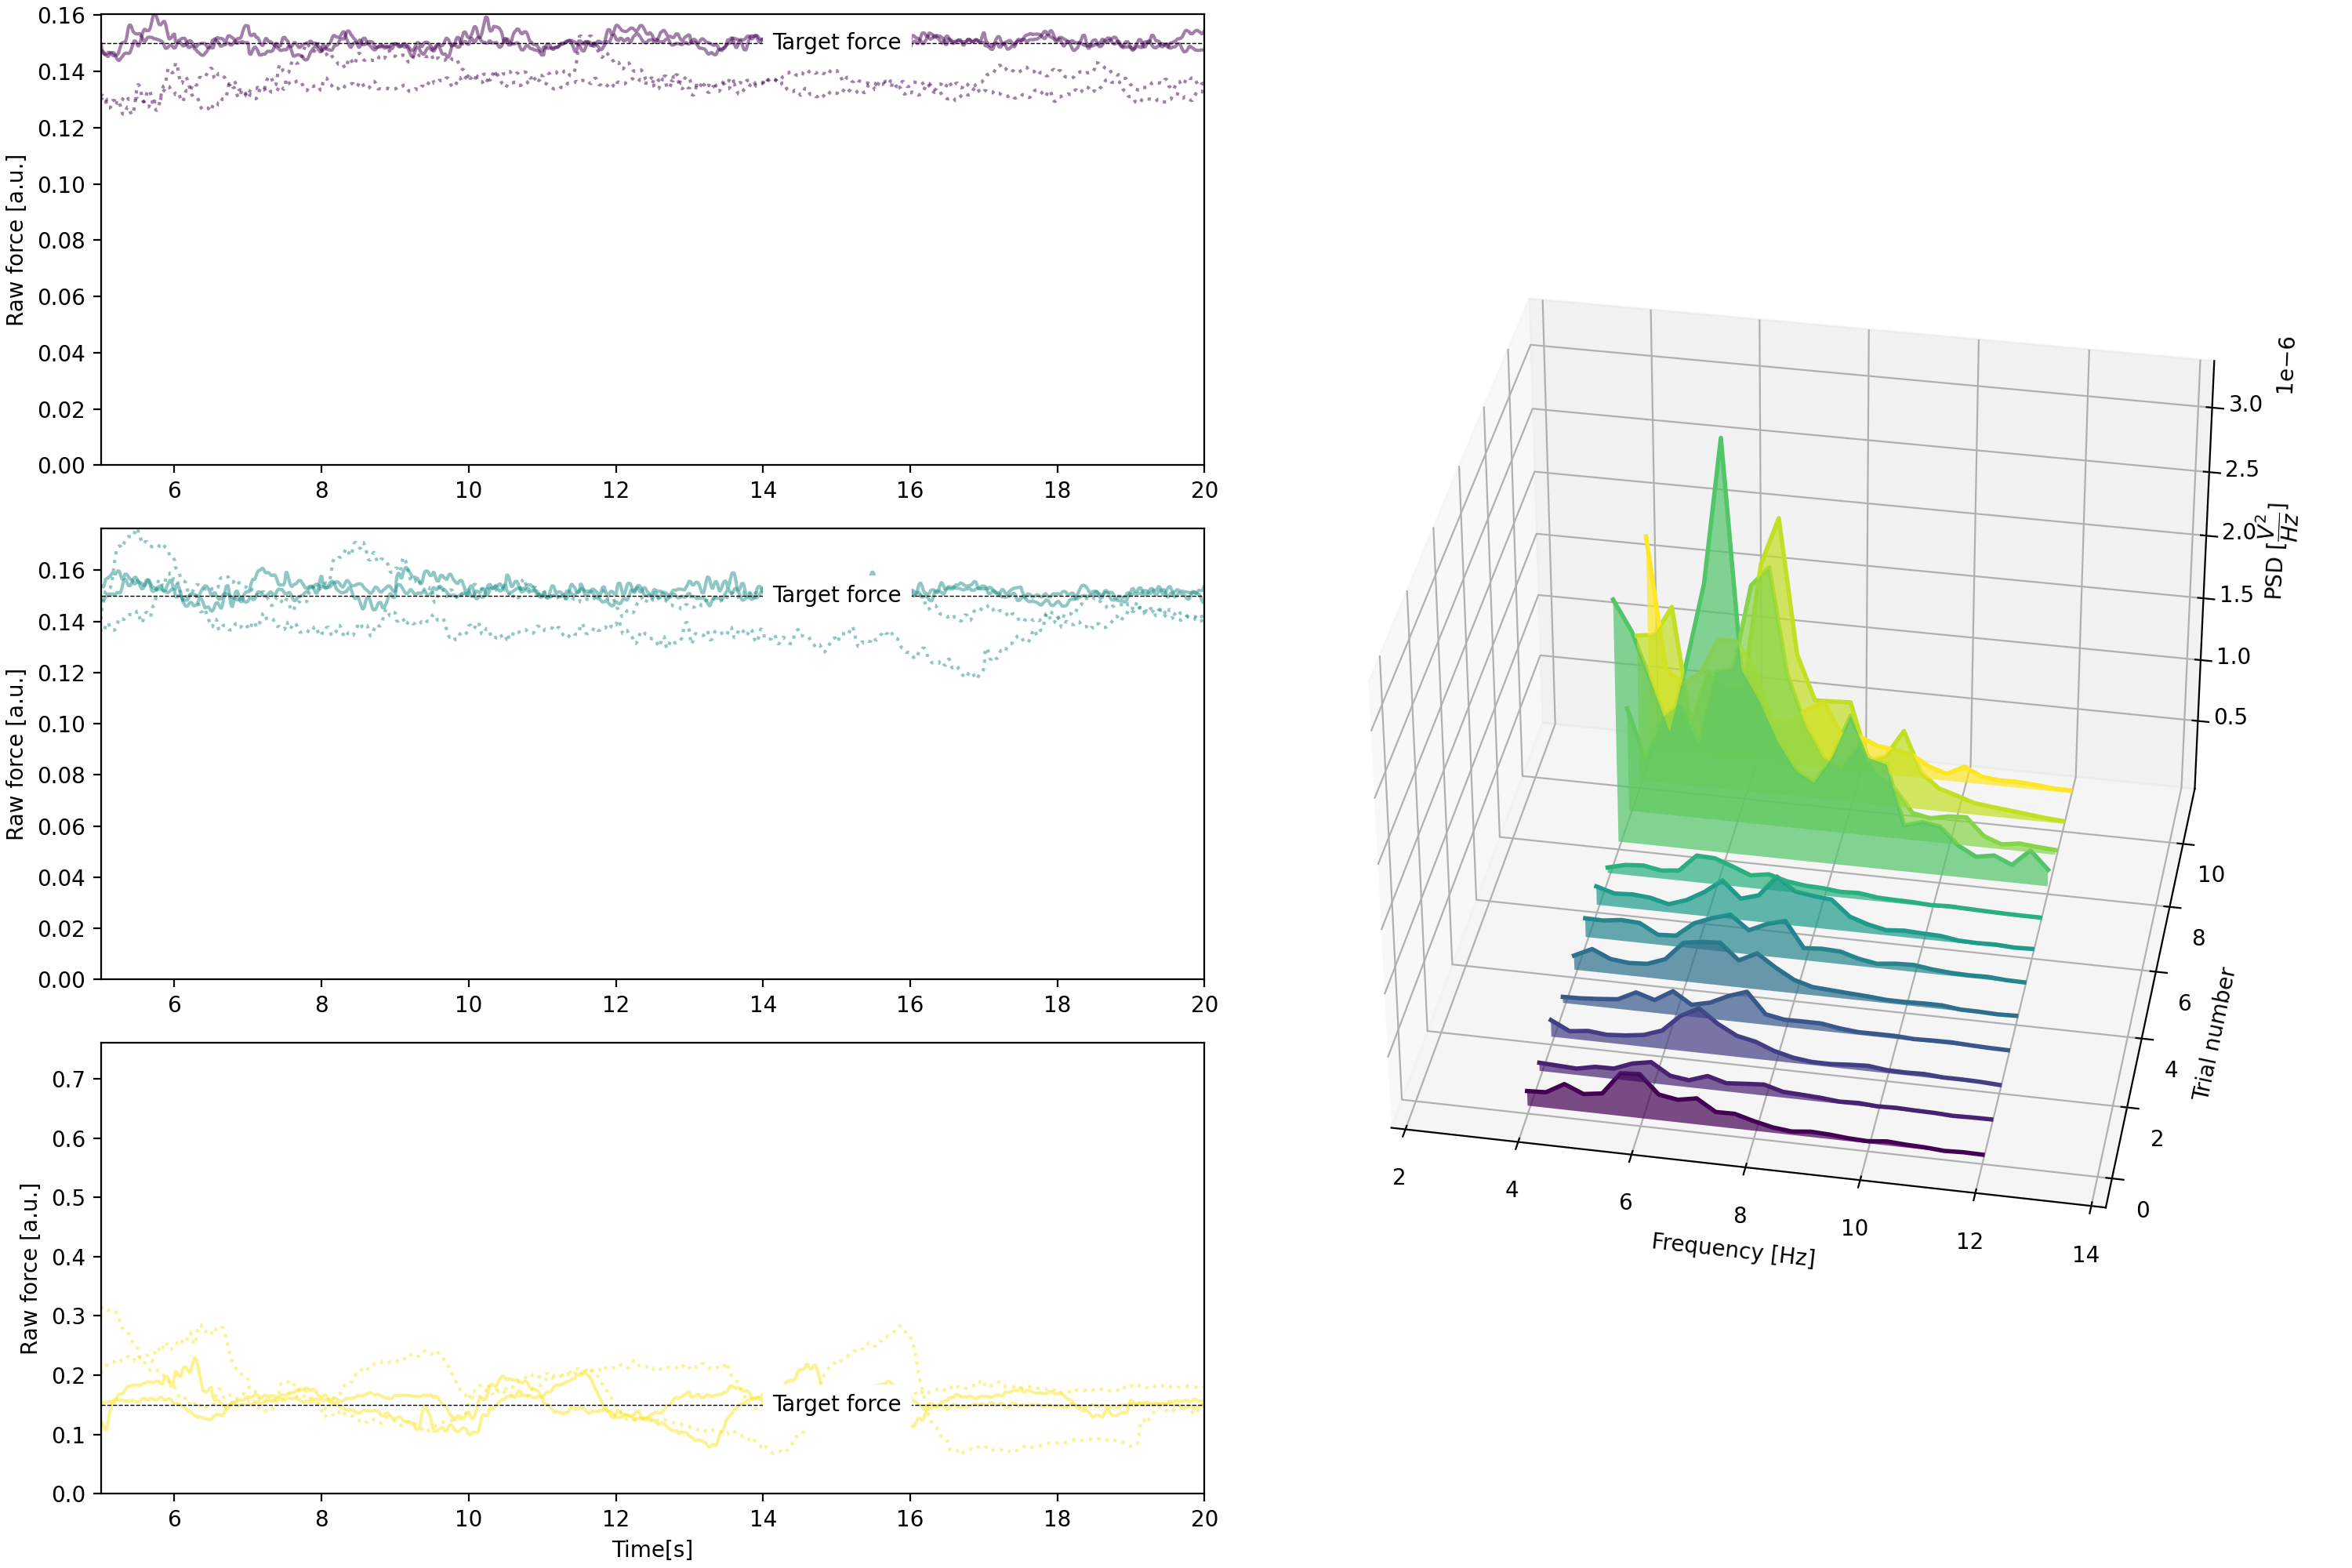 0.16
0.14
0.12
0.10
0.08
0.06
0.04
0.02
0.00
Raw force [a.u.]
Target force
6 8 10 12 14 16 18 20
0.16
0.14
0.12
0.10
0.08
0.06
0.04
0.02
0.00
Raw force [a.u.]
Target force
6 8 10 12 14 16 18 20
0.7
0.6
0.5
0.4
0.3
0.2
0.1
0.0
Raw force [a.u.]
Target force
6 8 10 12 14 16 18 20
Time[s]
1e−6
3.0
2.5
2.0
1.5
1.0
0.5
PSD [V²/Hz]
10
8
6
4
2
0
Trial number
2 4 6 8 10 12 14
Frequency [Hz]